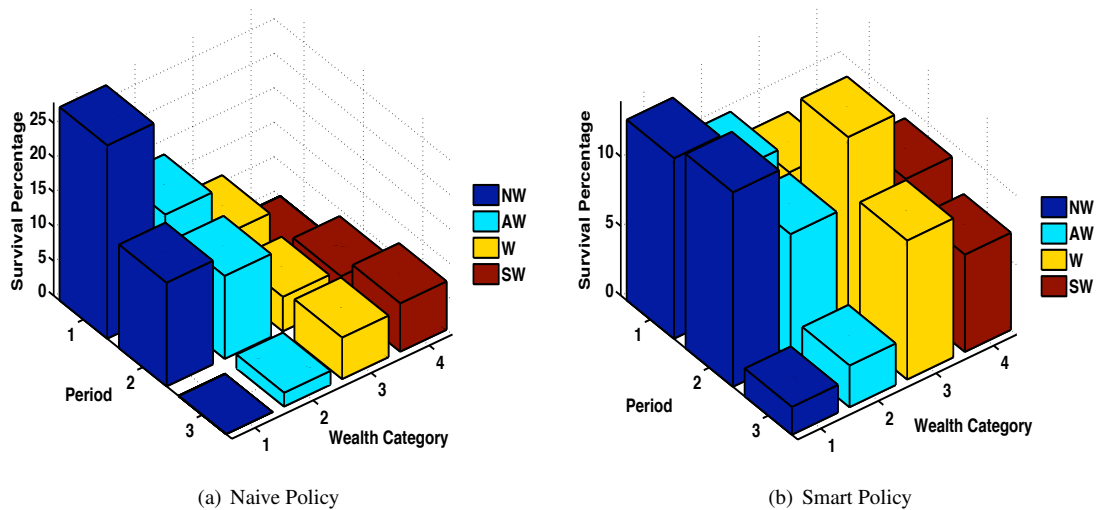 Survival Percentage
25
20
15
10
5
0
1
2
3
Period
1
2
3
4
Wealth Category
NW
AW
W
SW
(a) Naive Policy
Survival Percentage
10
5
0
1
2
3
Period
1
2
3
4
Wealth Category
NW
AW
W
SW
(b) Smart Policy